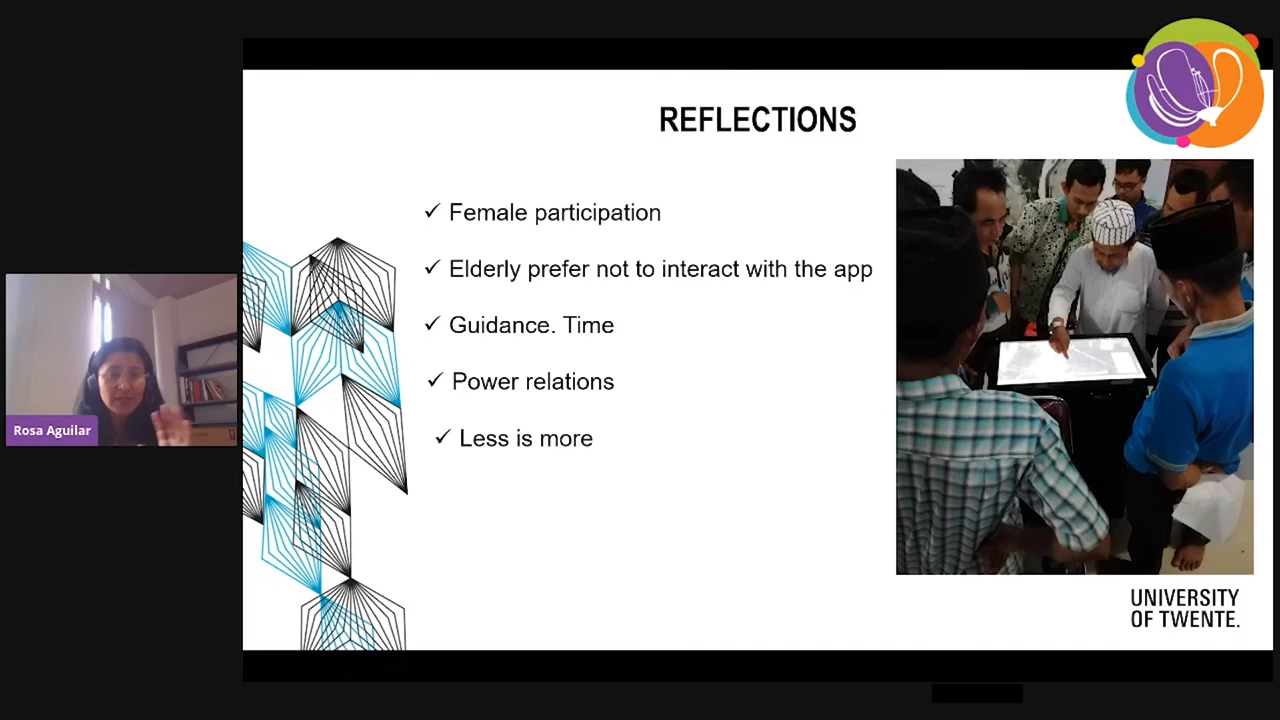 REFLECTIONS
✓ Female participation
✓ Elderly prefer not to interact with the app
✓ Guidance. Time
✓ Power relations
✓ Less is more
Rosa Aguilar
UNIVERSITY
OF TWENTE.